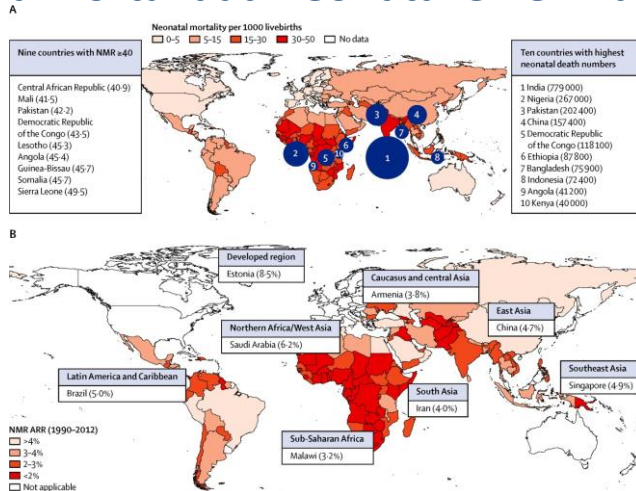 A
Neonatal mortality per 1000 livebirths
0–5
5–15
15–30
30–50
No data
Nine countries with NMR ≥40
Central African Republic (40·9)
Mali (41·5)
Pakistan (42·2)
Democratic Republic
of the Congo (43·5)
Lesotho (45·3)
Angola (45·4)
Guinea-Bissau (45·7)
Somalia (45·7)
Sierra Leone (49·5)
3
4
7
6
2
5
10
9
1
8
Ten countries with highest
neonatal death numbers
1 India (779 000)
2 Nigeria (267 000)
3 Pakistan (202 400)
4 China (157 400)
5 Democratic Republic
of the Congo (118 100)
6 Ethiopia (87 800)
7 Bangladesh (75 900)
8 Indonesia (72 400)
9 Angola (41 200)
10 Kenya (40 000)
B
Developed region
Estonia (8·5%)
Caucasus and central Asia
Armenia (3·8%)
East Asia
China (4·7%)
Northern Africa/West Asia
Saudi Arabia (6·2%)
Latin America and Caribbean
Brazil (5·0%)
Southeast Asia
Singapore (4·9%)
South Asia
Iran (4·0%)
Sub-Saharan Africa
Malawi (3·2%)
NMR ARR (1990–2012)
>4%
3–4%
2–3%
<2%
Not applicable